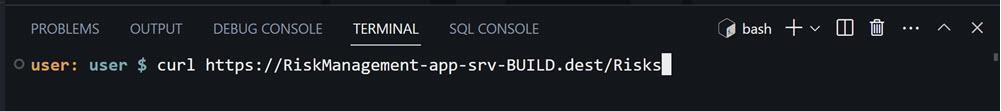 PROBLEMS OUTPUT DEBUG CONSOLE TERMINAL SQL CONSOLE bash
user: user $ curl https://RiskManagement-app-srv-BUILD.dest/Risks